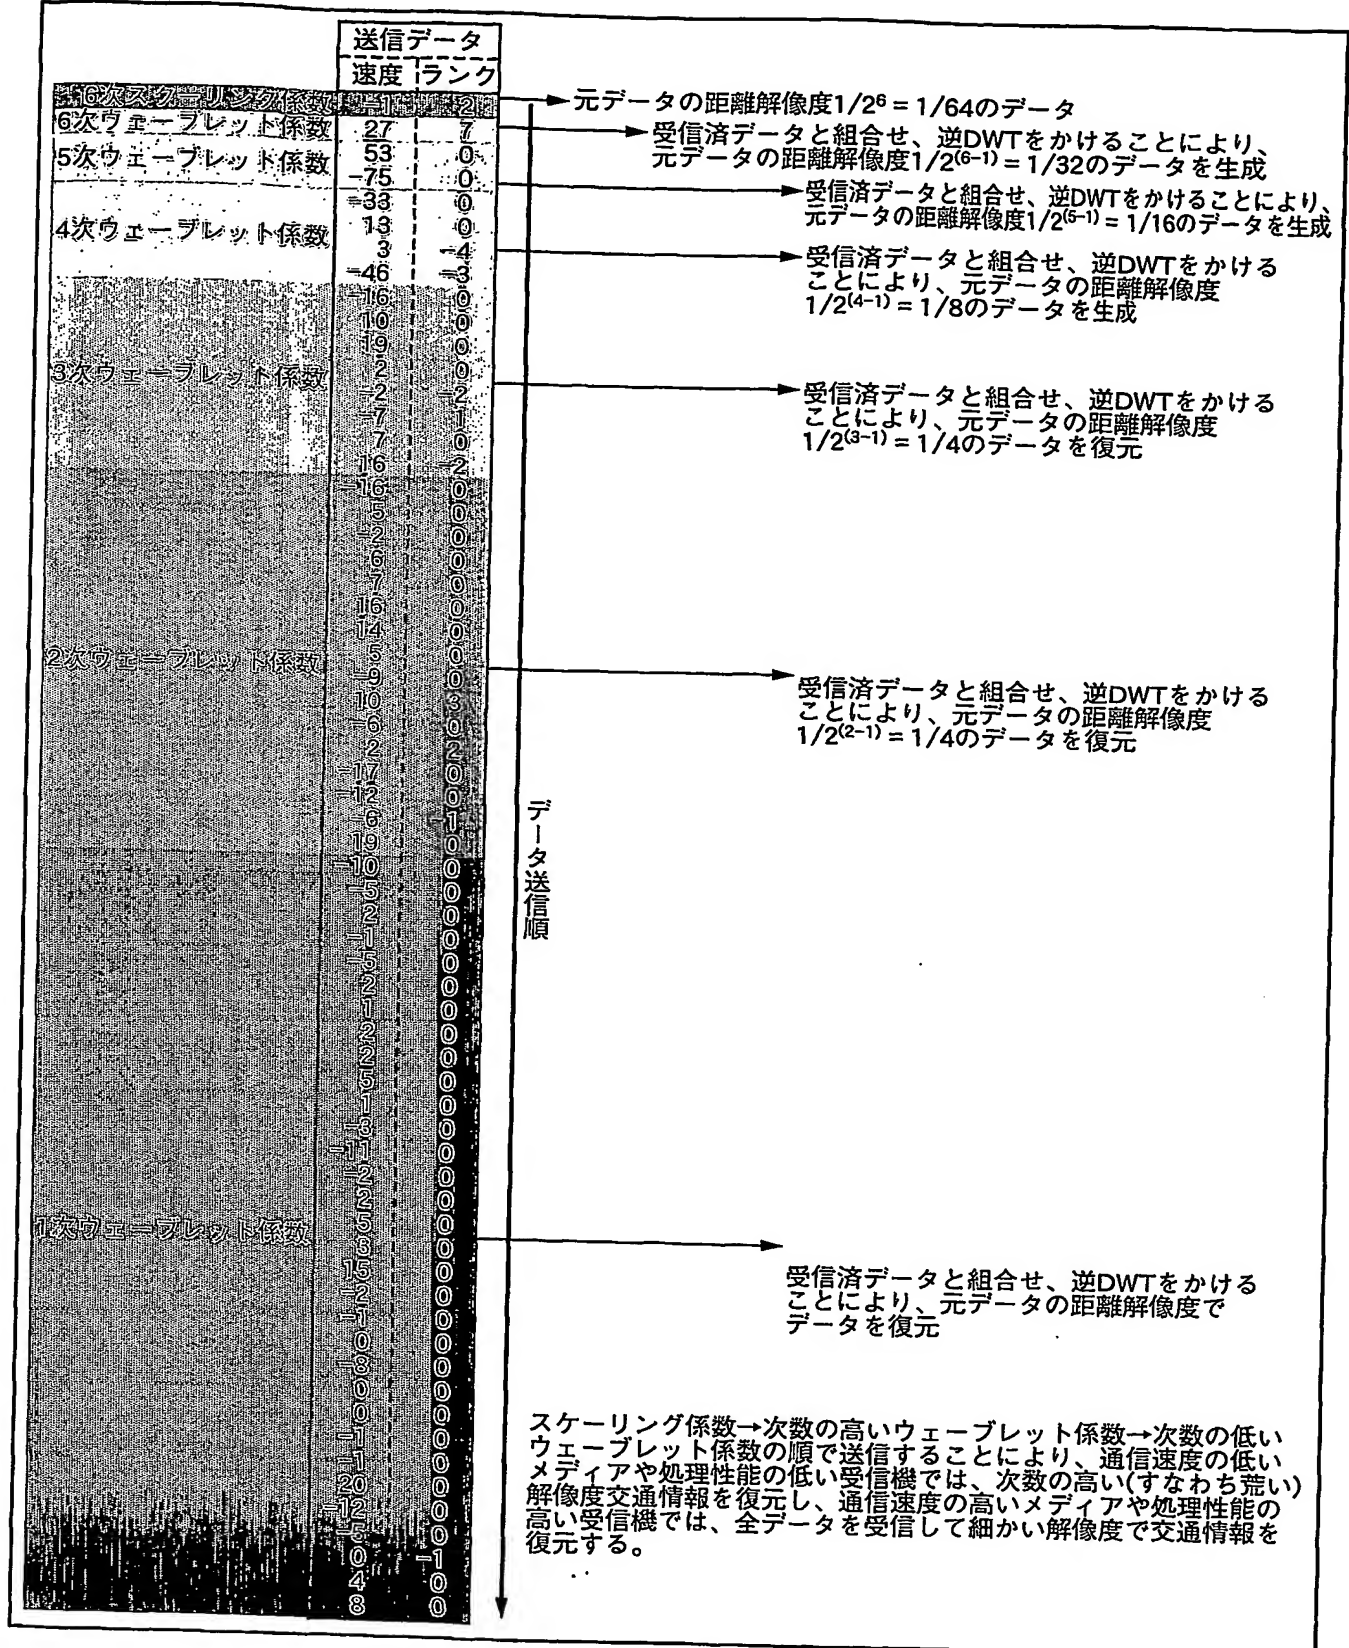 送信データ
速度 ランク
6次スケーリング係数 -1 2
6次ウェーブレット係数 27 7
5次ウェーブレット係数 53 0
-75 0
-33 0
4次ウェーブレット係数 13 0
3 -4
-46 -3
-16 0
10 0
19 0
3次ウェーブレット係数 2 0
-2 -2
-7 1
7 0
16 -2
-16 0
5 0
-2 0
6 0
7 0
16 0
14 0
2次ウェーブレット係数 5 0
-9 0
10 3
-6 0
2 2
-17 0
-12 0
-6 -1
19 0
-10 0
-5 0
2 0
-1 0
-5 0
2 0
1 0
2 0
2 0
5 0
1 0
-3 0
-11 0
-2 0
2 0
1次ウェーブレット係数 5 0
3 0
15 0
-2 0
-1 0
0 0
-8 0
0 0
0 0
-1 0
-1 0
20 0
-12 0
0
0 -1
4 0
8 0
元データの距離解像度1/2⁶ = 1/64のデータ
受信済データと組合せ、逆DWTをかけることにより、
元データの距離解像度1/2⁽⁶⁻¹⁾ = 1/32のデータを生成
受信済データと組合せ、逆DWTをかけることにより、
元データの距離解像度1/2⁽⁵⁻¹⁾ = 1/16のデータを生成
受信済データと組合せ、逆DWTをかける
ことにより、元データの距離解像度
1/2⁽⁴⁻¹⁾ = 1/8のデータを生成
受信済データと組合せ、逆DWTをかける
ことにより、元データの距離解像度
1/2⁽³⁻¹⁾ = 1/4のデータを復元
受信済データと組合せ、逆DWTをかける
ことにより、元データの距離解像度
1/2⁽²⁻¹⁾ = 1/4のデータを復元
データ送信順
受信済データと組合せ、逆DWTをかける
ことにより、元データの距離解像度で
データを復元
スケーリング係数→次数の高いウェーブレット係数→次数の低い
ウェーブレット係数の順で送信することにより、通信速度の低い
メディアや処理性能の低い受信機では、次数の高い(すなわち荒い)
解像度交通情報を復元し、通信速度の高いメディアや処理性能の
高い受信機では、全データを受信して細かい解像度で交通情報を
復元する。